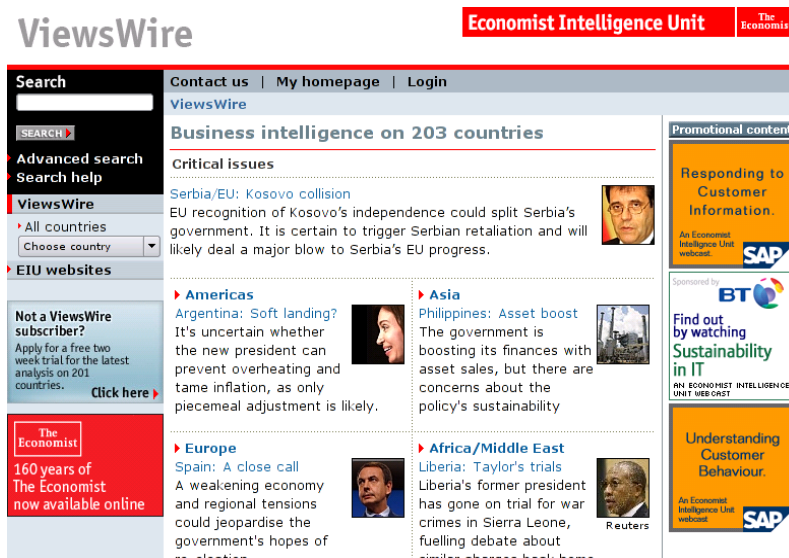 ViewsWire
Economist Intelligence Unit
The
Economist
Search
SEARCH
Advanced search
Search help
ViewsWire
All countries
Choose country
EIU websites
Not a ViewsWire
subscriber?
Apply for a free two
week trial for the latest
analysis on 201
countries.
Click here
The
Economist
160 years of
The Economist
now available online
Contact us | My homepage | Login
ViewsWire
Business intelligence on 203 countries
Critical issues
Serbia/EU: Kosovo collision
EU recognition of Kosovo's independence could split Serbia's
government. It is certain to trigger Serbian retaliation and will
likely deal a major blow to Serbia's EU progress.
Americas
Argentina: Soft landing?
It's uncertain whether
the new president can
prevent overheating and
tame inflation, as only
piecemeal adjustment is likely.
Asia
Philippines: Asset boost
The government is
boosting its finances with
asset sales, but there are
concerns about the
policy's sustainability
Europe
Spain: A close call
A weakening economy
and regional tensions
could jeopardise the
government's hopes of
re-election
Africa/Middle East
Liberia: Taylor's trials
Liberia's former president
has gone on trial for war
crimes in Sierra Leone,
fuelling debate about
similar charges back home
Reuters
Promotional content
Responding to
Customer
Information.
An Economist
Intelligence Unit
webcast.
SAP
Sponsored by
BT
Find out
by watching
Sustainability
in IT
AN ECONOMIST INTELLIGENCE
UNIT WEBCAST
Understanding
Customer
Behaviour.
An Economist
Intelligence Unit
webcast
SAP